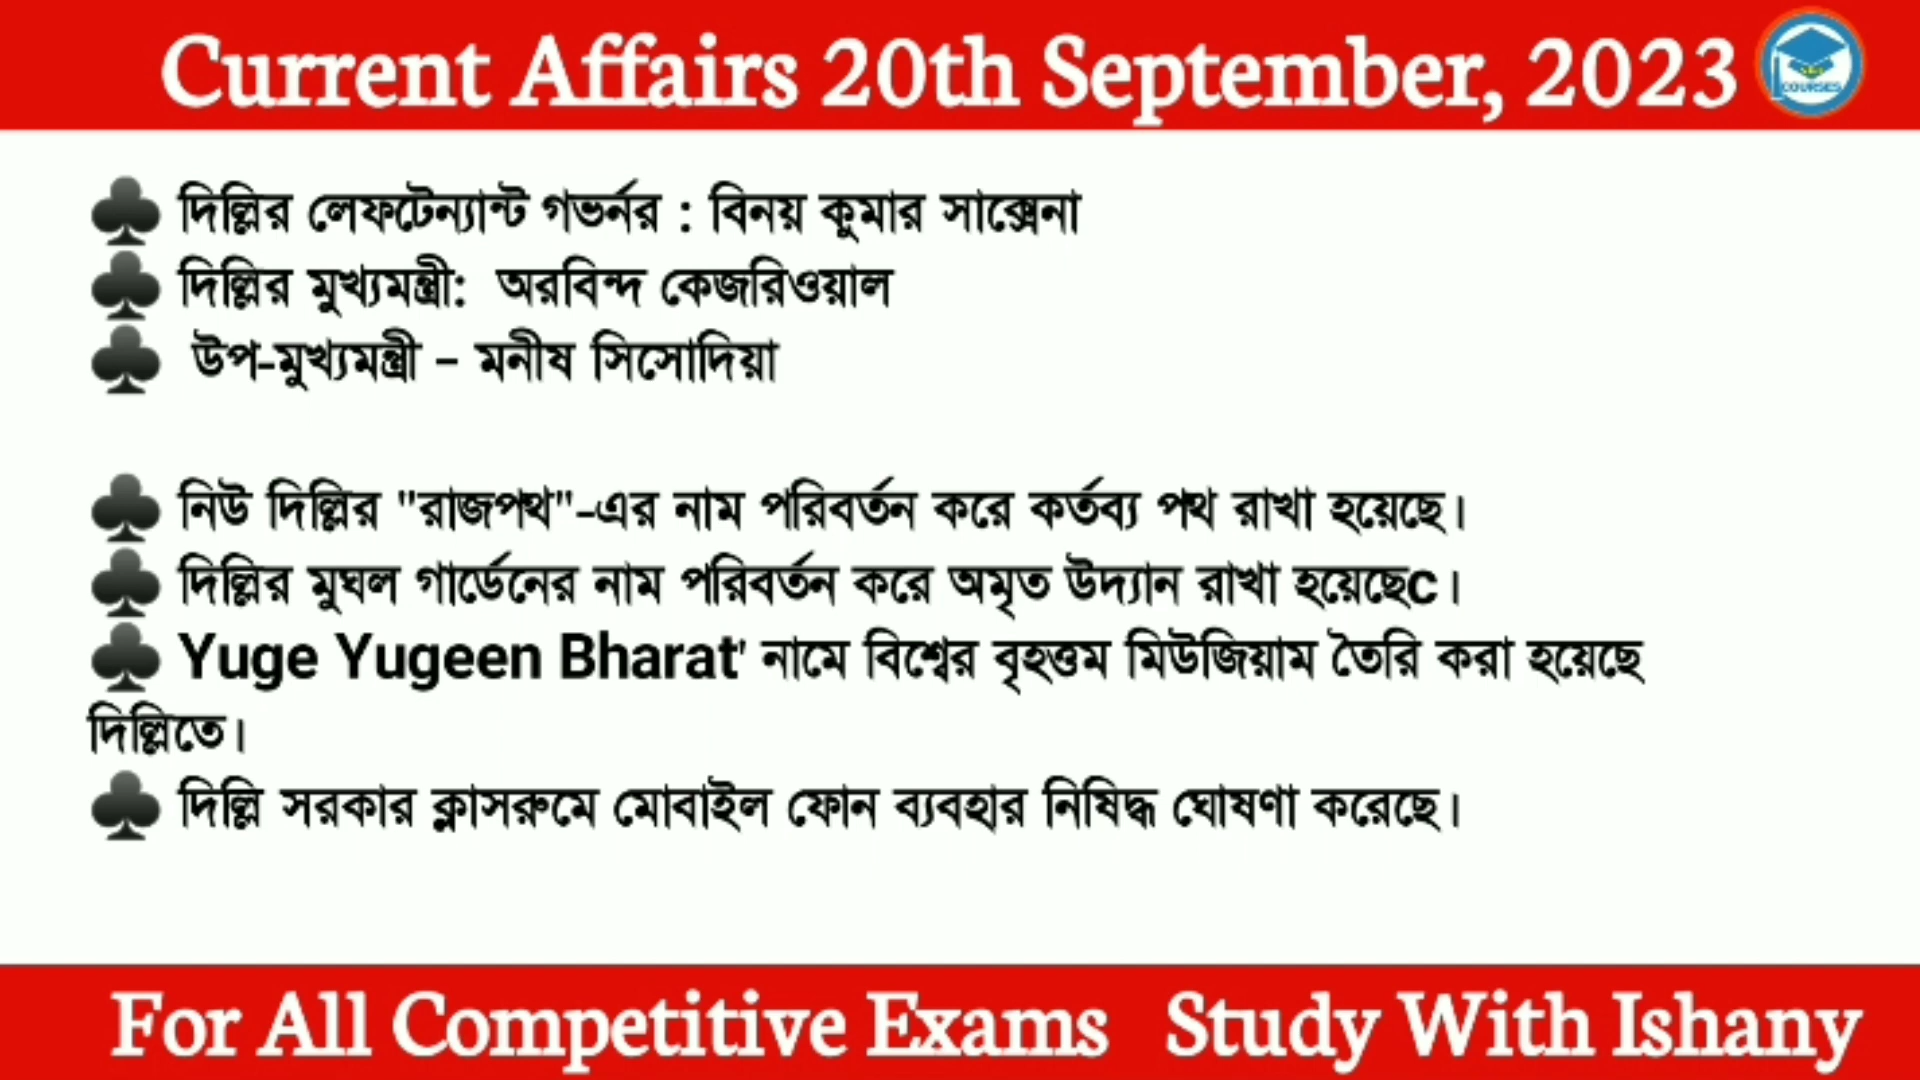 Current Affairs 20th September, 2023
COURSES
♣ দিল্লির লেফটেন্যান্ট গভর্নর : বিনয় কুমার সাক্সেনা
♣ দিল্লির মুখ্যমন্ত্রী: অরবিন্দ কেজরিওয়াল
♣ উপ-মুখ্যমন্ত্রী – মনীষ সিসোদিয়া
♣ নিউ দিল্লির "রাজপথ"-এর নাম পরিবর্তন করে কর্তব্য পথ রাখা হয়েছে।
♣ দিল্লির মুঘল গার্ডেনের নাম পরিবর্তন করে অমৃত উদ্যান রাখা হয়েছেc।
♣ Yuge Yugeen Bharat' নামে বিশ্বের বৃহত্তম মিউজিয়াম তৈরি করা হয়েছে
দিল্লিতে।
♣ দিল্লি সরকার ক্লাসরুমে মোবাইল ফোন ব্যবহার নিষিদ্ধ ঘোষণা করেছে।
For All Competitive Exams Study With Ishany